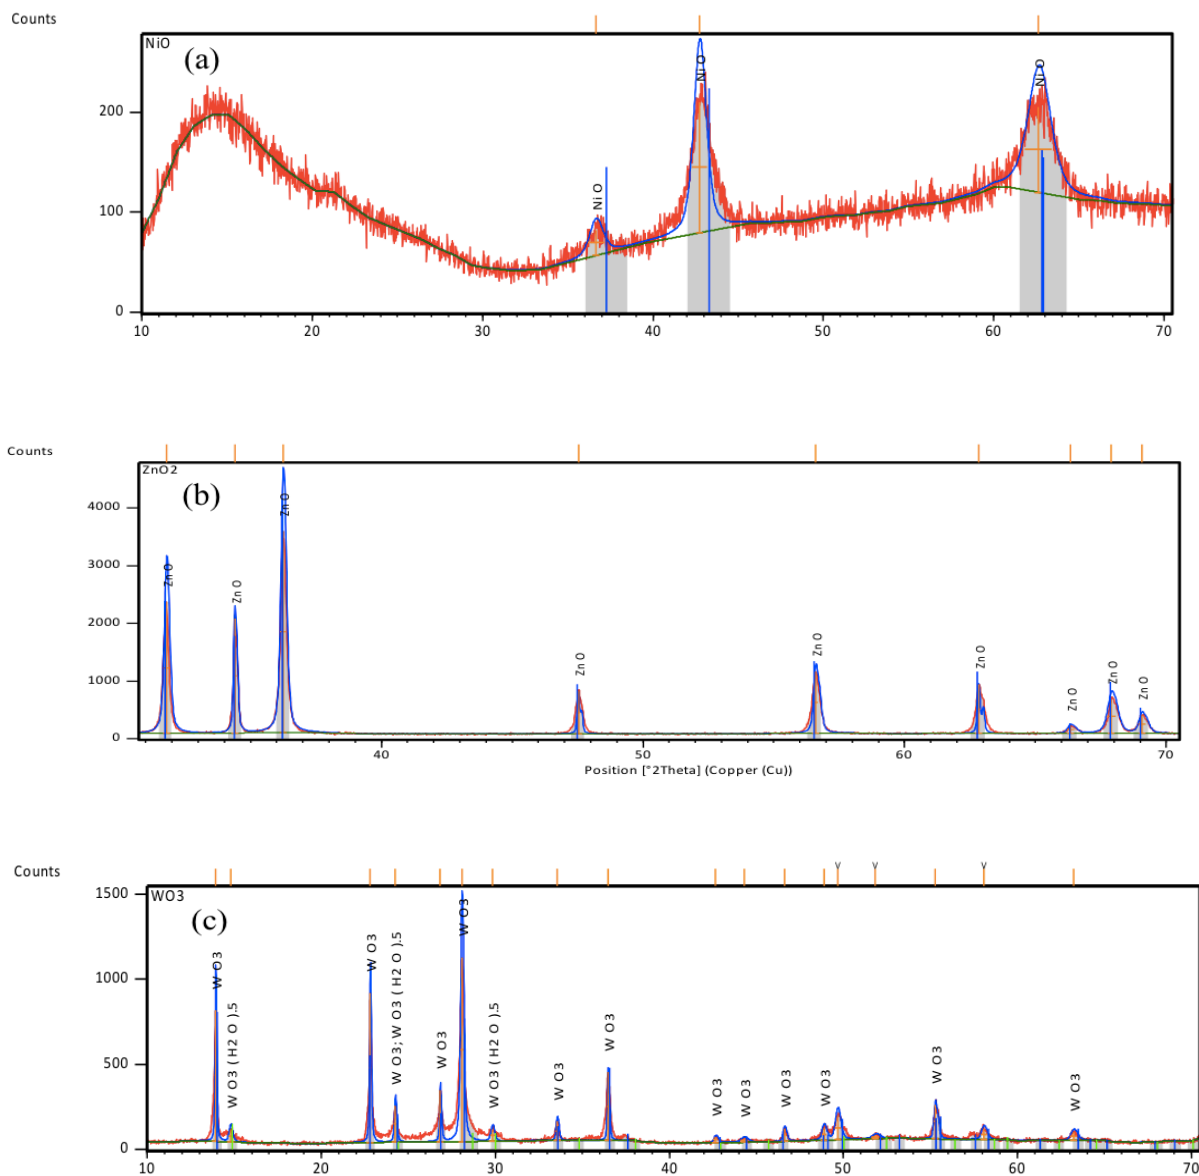 Counts
NiO
(a)
200
100
0
Ni O
Ni O
Ni O
10 20 30 40 50 60 70
Counts
ZnO2
(b)
4000
3000
2000
1000
0
Zn O
Zn O
Zn O
Zn O
Zn O
Zn O
Zn O
Zn O
Zn O
40 50 60 70
Position [°2Theta] (Copper (Cu))
Counts
WO3
(c)
1500
1000
500
0
W O3
W O3 ( H2 O ).5
W O3
W O3; W O3 ( H2 O ).5
W O3
W O3
W O3 ( H2 O ).5
W O3
W O3
W O3
W O3
W O3
W O3
W O3
W O3
10 20 30 40 50 60 70